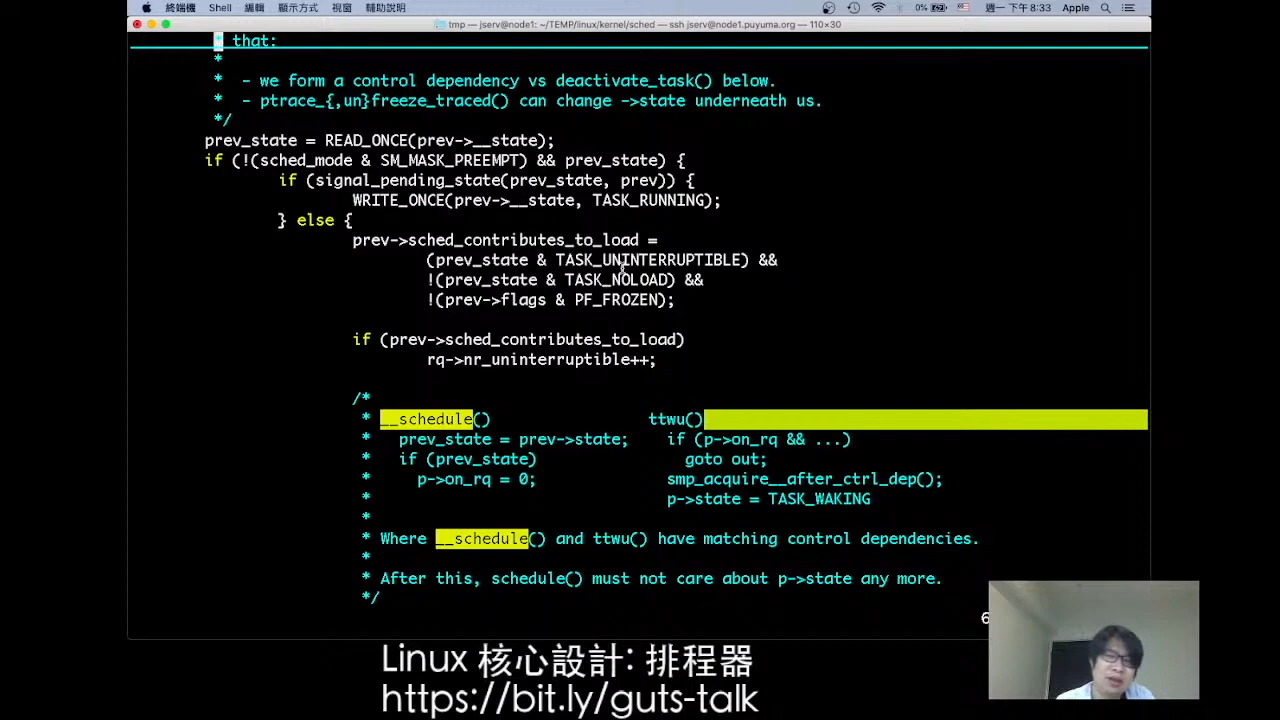 終端機 Shell 編輯 顯示方式 視窗 輔助說明 0% 週一 下午 8:33 Apple
tmp — jserv@node1: ~/TEMP/linux/kernel/sched — ssh jserv@node1.puyuma.org — 110×30
* that:
*
* - we form a control dependency vs deactivate_task() below.
* - ptrace_{,un}freeze_traced() can change ->state underneath us.
*/
prev_state = READ_ONCE(prev->__state);
if (!(sched_mode & SM_MASK_PREEMPT) && prev_state) {
if (signal_pending_state(prev_state, prev)) {
WRITE_ONCE(prev->__state, TASK_RUNNING);
} else {
prev->sched_contributes_to_load =
(prev_state & TASK_UNINTERRUPTIBLE) &&
!(prev_state & TASK_NOLOAD) &&
!(prev->flags & PF_FROZEN);
if (prev->sched_contributes_to_load)
rq->nr_uninterruptible++;
/*
* __schedule() ttwu()
* prev_state = prev->state; if (p->on_rq && ...)
* if (prev_state) goto out;
* p->on_rq = 0; smp_acquire__after_ctrl_dep();
* p->state = TASK_WAKING
*
* Where __schedule() and ttwu() have matching control dependencies.
*
* After this, schedule() must not care about p->state any more.
*/
Linux 核心設計: 排程器
https://bit.ly/guts-talk